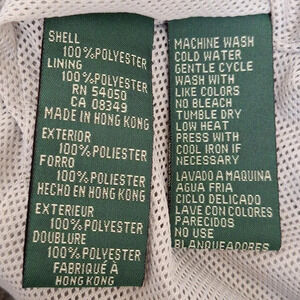 SHELL
100%POLYESTER
LINING
100%POLYESTER
RN 54050
CA 08349
MADE IN HONG KONG
EXTERIOR
100%POLIESTER
FORRO
100%POLIESTER
HECHO EN HONG KONG
EXTERIEUR
100%POLYESTER
DOUBLURE
100%POLYESTER
FABRIQUÉ À
HONG KONG
MACHINE WASH
COLD WATER
GENTLE CYCLE
WASH WITH
LIKE COLORS
NO BLEACH
TUMBLE DRY
LOW HEAT
PRESS WITH
COOL IRON IF
NECESSARY
LAVADO A MAQUINA
AGUA FRIA
CICLO DELICADO
LAVE CON COLORES
PARECIDOS
NO USE
BLANQUEADORES